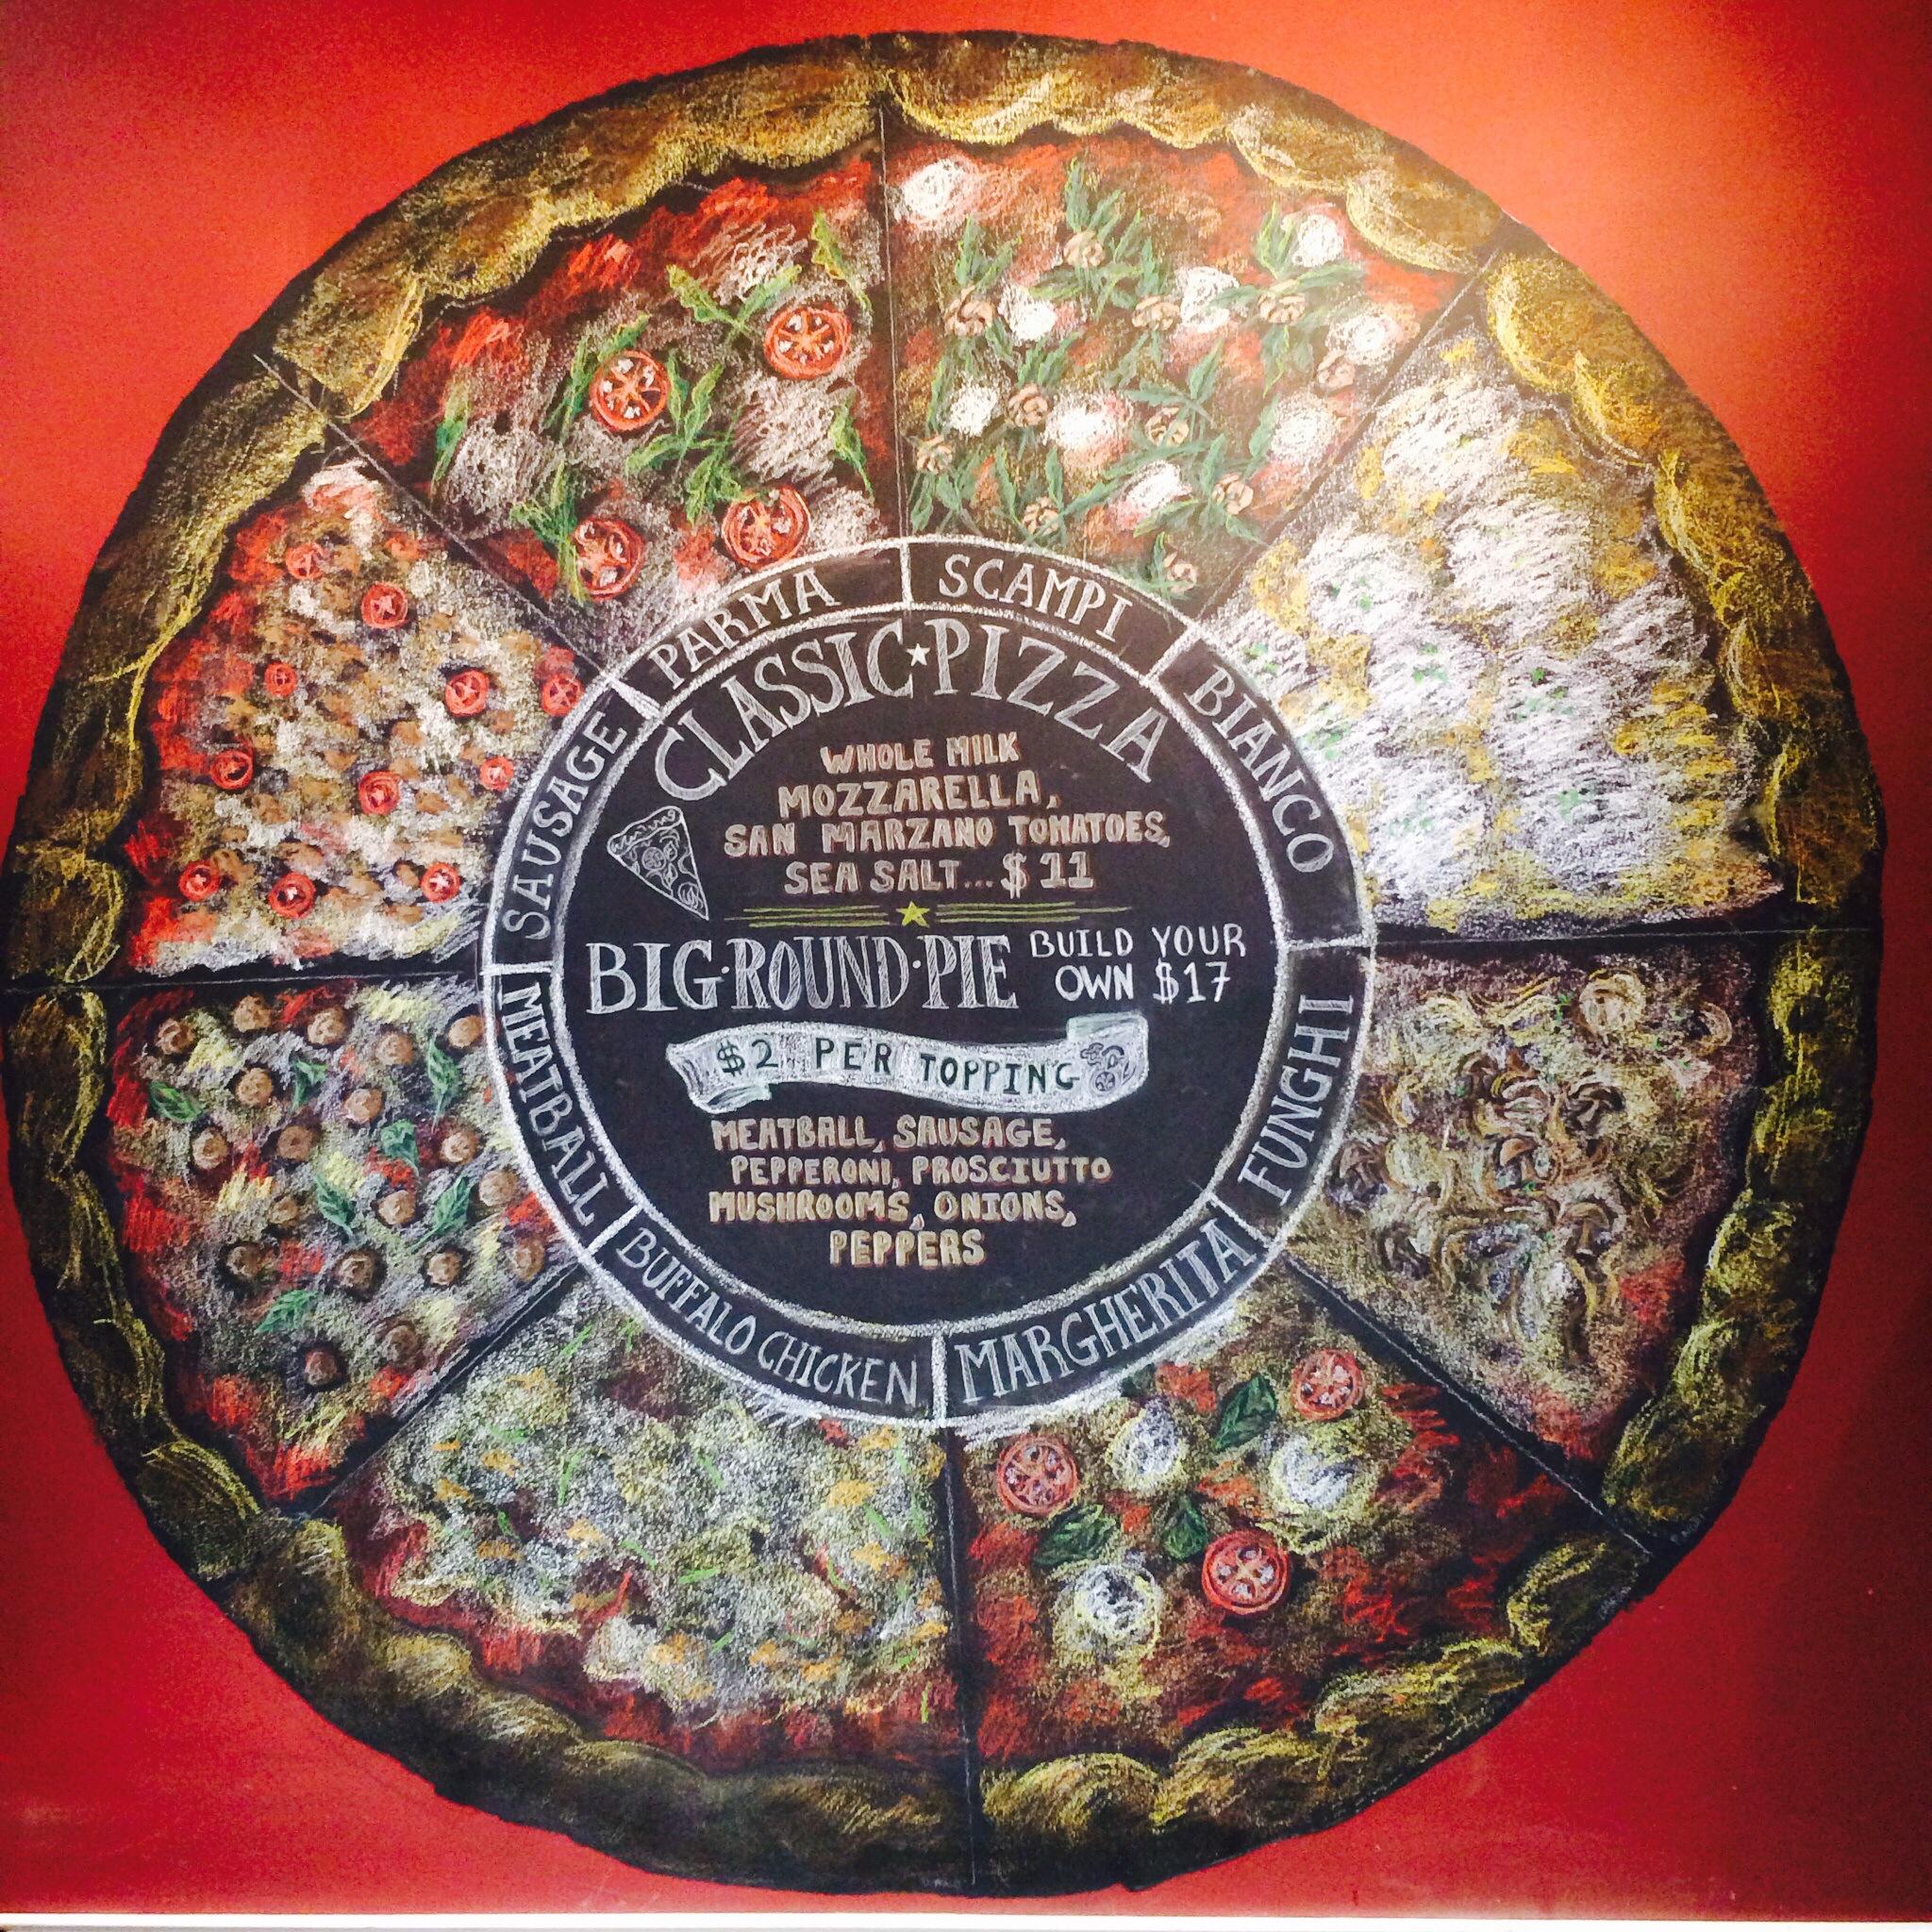 PARMA
SCAMPI
BIANCO
FUNGHI
MARGHERITA
BUFFALO CHICKEN
MEATBALL
SAUSAGE
CLASSIC PIZZA
WHOLE MILK
MOZZARELLA,
SAN MARZANO TOMATOES,
SEA SALT... $11
BIG·ROUND·PIE BUILD YOUR
OWN $17
$2 PER TOPPING
MEATBALL, SAUSAGE,
PEPPERONI, PROSCIUTTO
MUSHROOMS, ONIONS,
PEPPERS